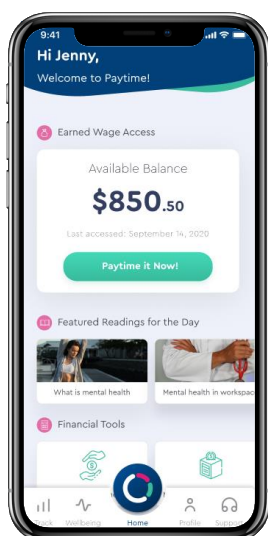 9:41
Hi Jenny,
Welcome to Paytime!
Earned Wage Access
Available Balance
$850.50
Last accessed: September 14, 2020
Paytime it Now!
Featured Readings for the Day
What is mental health
Mental health in workspac
Financial Tools
Track Wellbeing Home Profile Support